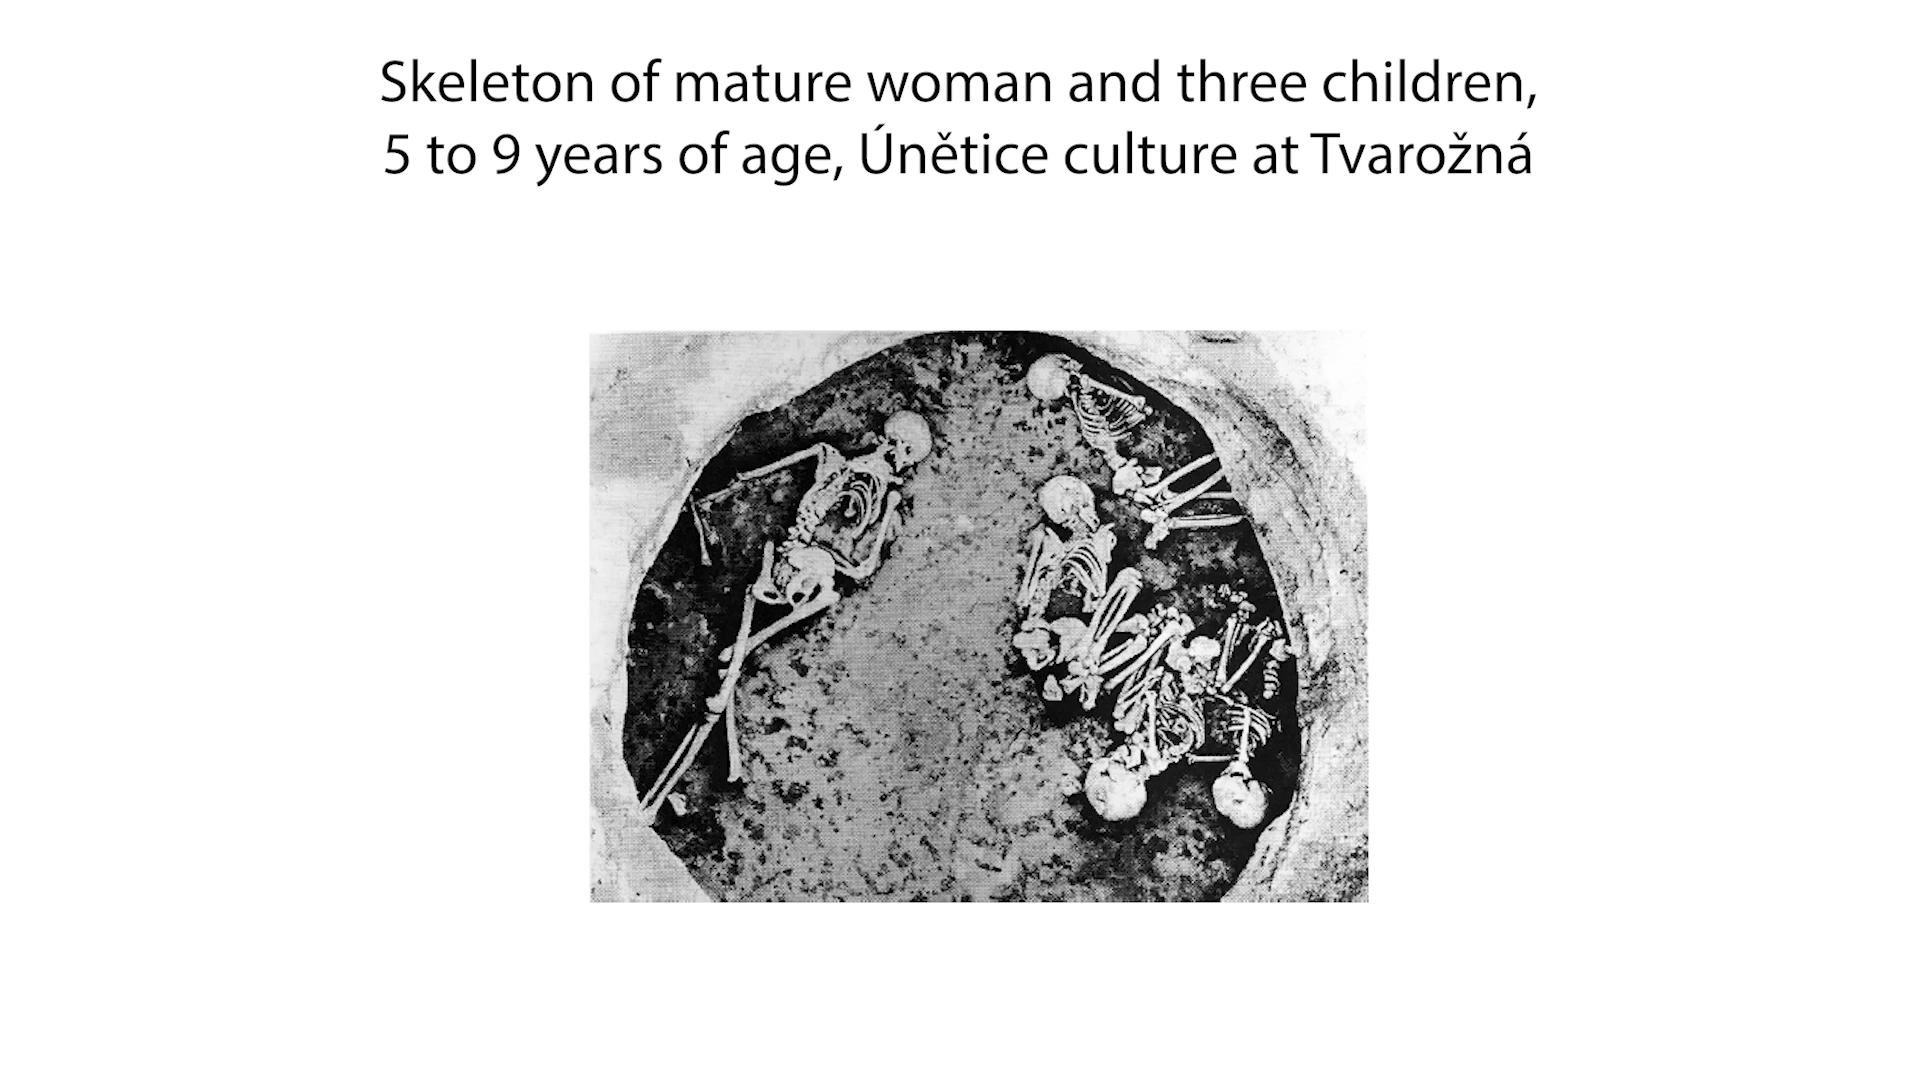 Skeleton of mature woman and three children,
5 to 9 years of age, Únětice culture at Tvarožná